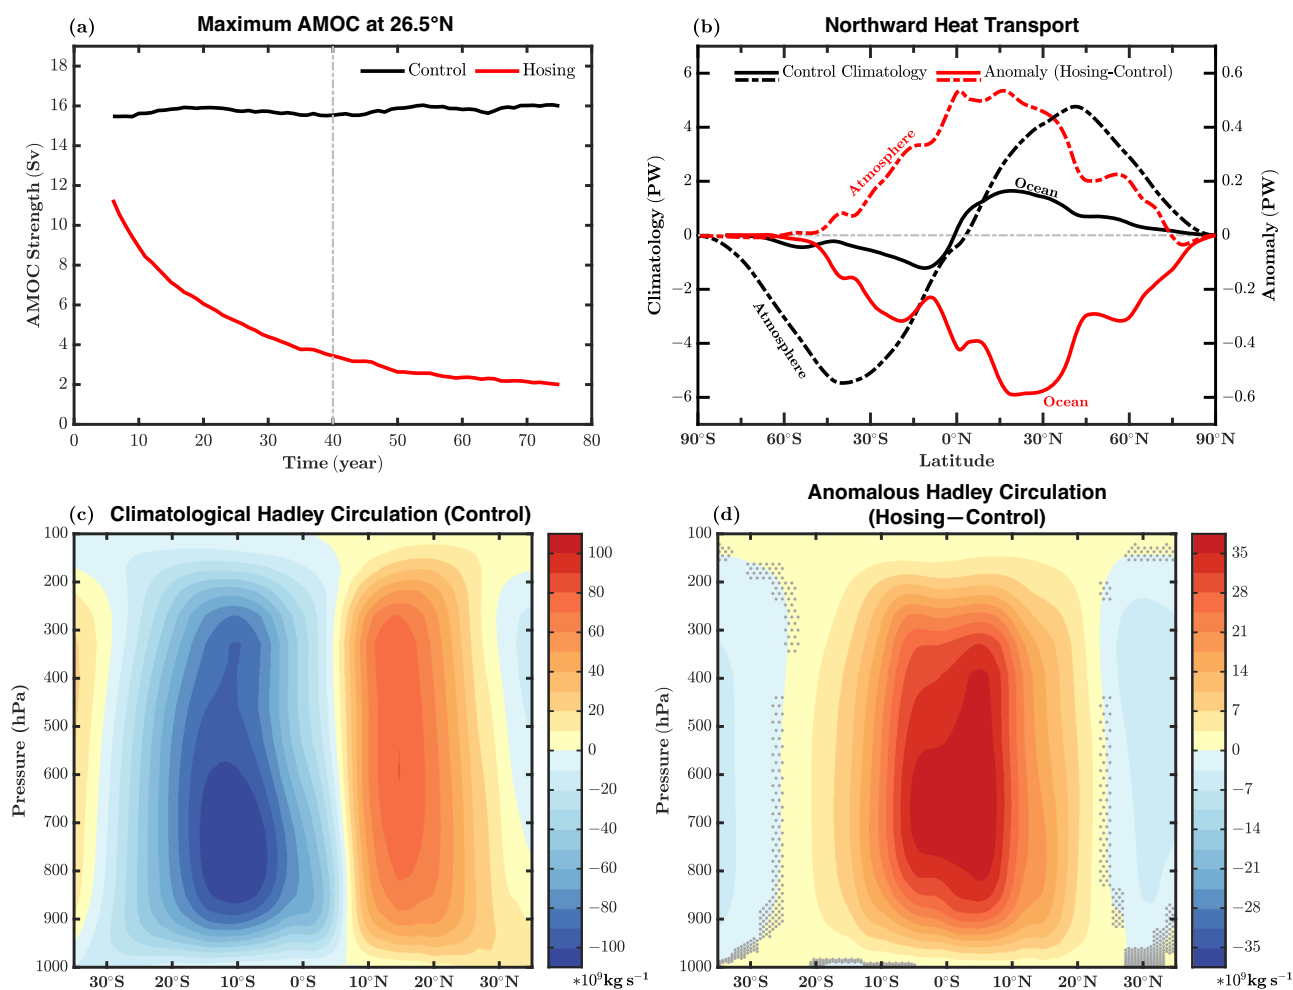 (a) Maximum AMOC at 26.5°N
18
16
14
12
10
8
6
4
2
0
AMOC Strength (Sv)
Control
Hosing
0 10 20 30 40 50 60 70 80
Time (year)
(b) Northward Heat Transport
6
4
2
0
−2
−4
−6
Climatology (PW)
Control Climatology
Anomaly (Hosing-Control)
Atmosphere
Ocean
Atmosphere
Ocean
0.6
0.4
0.2
0
−0.2
−0.4
−0.6
Anomaly (PW)
90°S 60°S 30°S 0°N 30°N 60°N 90°N
Latitude
(c) Climatological Hadley Circulation (Control)
100
200
300
400
500
600
700
800
900
1000
Pressure (hPa)
30°S 20°S 10°S 0°N 10°N 20°N 30°N
100
80
60
40
20
0
−20
−40
−60
−80
−100
*10⁹kg s⁻¹
Anomalous Hadley Circulation
(d) (Hosing—Control)
100
200
300
400
500
600
700
800
900
1000
Pressure (hPa)
30°S 20°S 10°S 0°N 10°N 20°N 30°N
35
28
21
14
7
0
−7
−14
−21
−28
−35
*10⁹kg s⁻¹